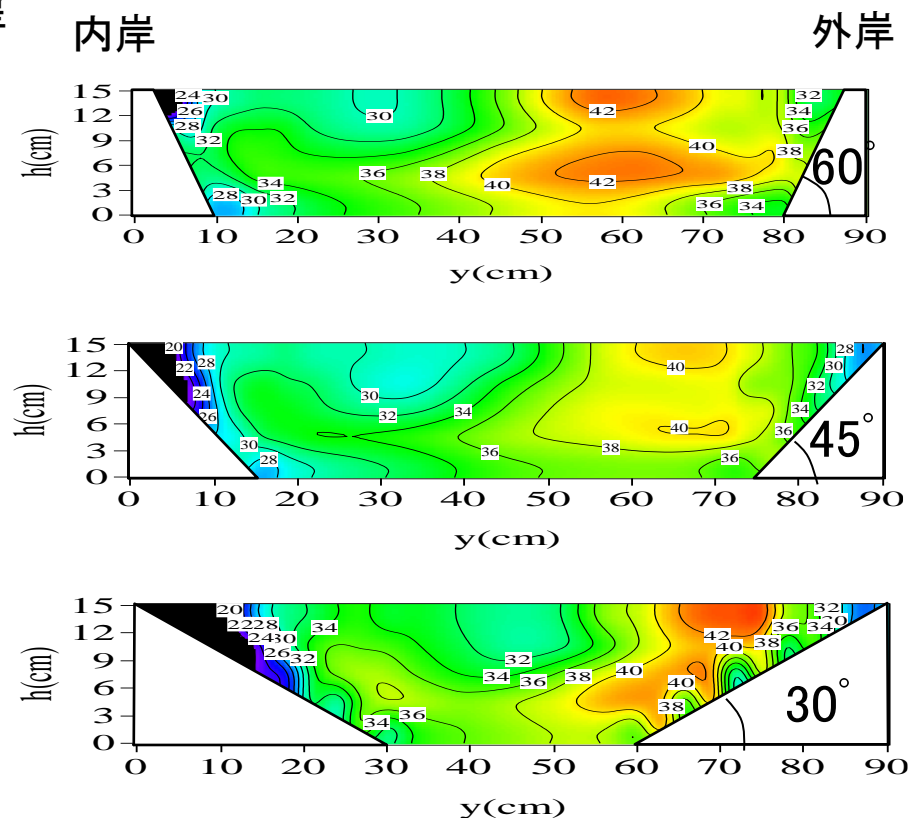 内岸 外岸
15 24 30 32
12 26 42 34
28 30 36
9 32 40 38
h(cm) 60°
6 34 36 38 40 42 38
3 28 30 32 36 34
0
0 10 20 30 40 50 60 70 80 90
y(cm)
15 20 28
12 22 28 40 30
9 24 30 32
h(cm) 26 32 34 34
6 40 36 45°
3 30 36 38
28 36
0
0 10 20 30 40 50 60 70 80 90
y(cm)
15 20 32
12 22 28 34 42 36 34
24 30 40 38
9 26 32 32
h(cm) 34 36 38 40 40 30°
6
3 34 36 38
0
0 10 20 30 40 50 60 70 80 90
y(cm)